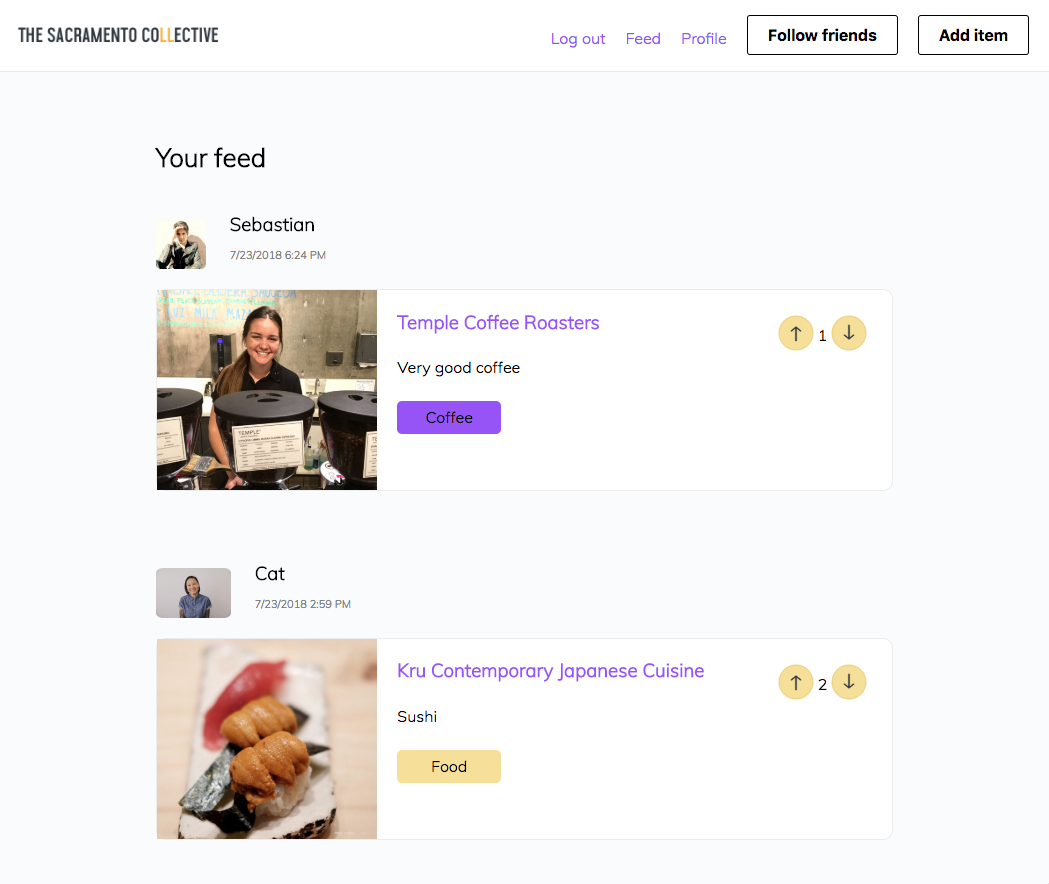 THE SACRAMENTO COLLECTIVE
Log out
Feed
Profile
Follow friends
Add item
Your feed
Sebastian
7/23/2018 6:24 PM
MILA
TEMPLE
Temple Coffee Roasters
1
Very good coffee
Coffee
Cat
7/23/2018 2:59 PM
Kru Contemporary Japanese Cuisine
2
Sushi
Food